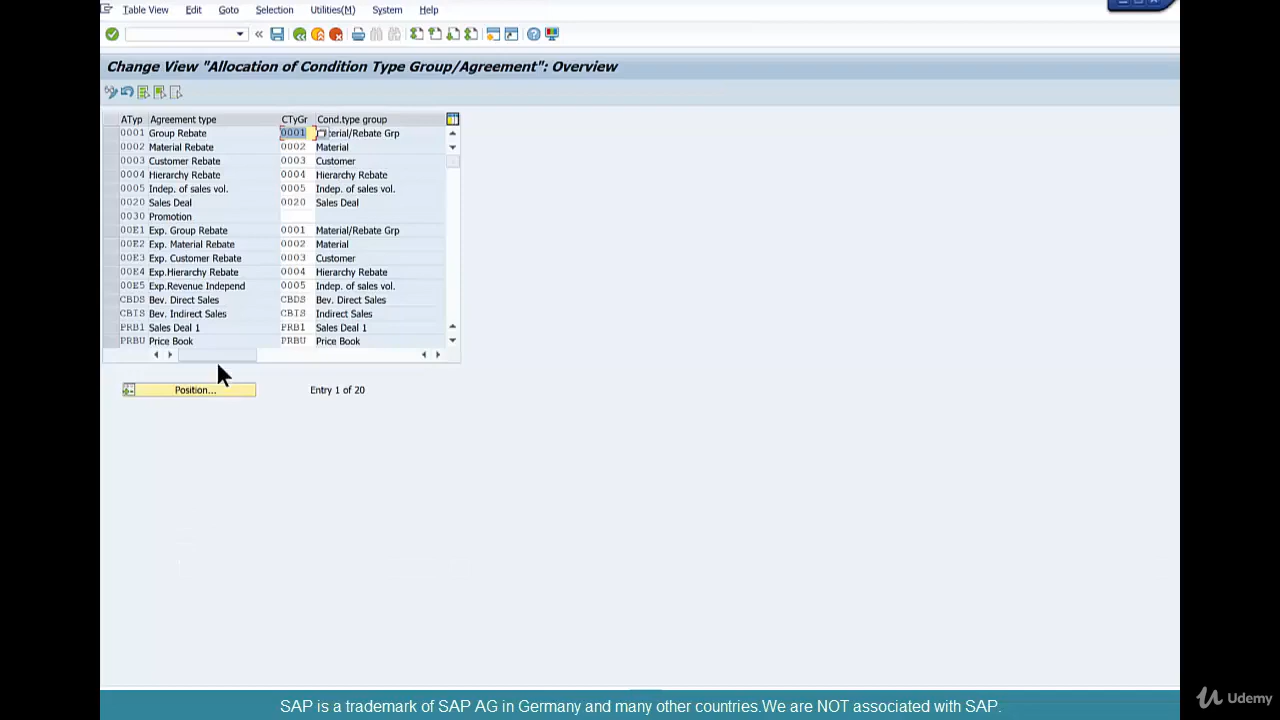 Table View Edit Goto Selection Utilities(M) System Help
Change View "Allocation of Condition Type Group/Agreement": Overview
ATyp Agreement type CTyGr Cond.type group
0001 Group Rebate 0001 erial/Rebate Grp
0002 Material Rebate 0002 Material
0003 Customer Rebate 0003 Customer
0004 Hierarchy Rebate 0004 Hierarchy Rebate
0005 Indep. of sales vol. 0005 Indep. of sales vol.
0020 Sales Deal 0020 Sales Deal
0030 Promotion
00E1 Exp. Group Rebate 0001 Material/Rebate Grp
00E2 Exp. Material Rebate 0002 Material
00E3 Exp. Customer Rebate 0003 Customer
00E4 Exp.Hierarchy Rebate 0004 Hierarchy Rebate
00E5 Exp.Revenue Independ 0005 Indep. of sales vol.
CBDS Bev. Direct Sales CBDS Bev. Direct Sales
CBIS Bev. Indirect Sales CBIS Indirect Sales
PRB1 Sales Deal 1 PRB1 Sales Deal 1
PRBU Price Book PRBU Price Book
Position... Entry 1 of 20
SAP is a trademark of SAP AG in Germany and many other countries.We are NOT associated with SAP.
Udemy